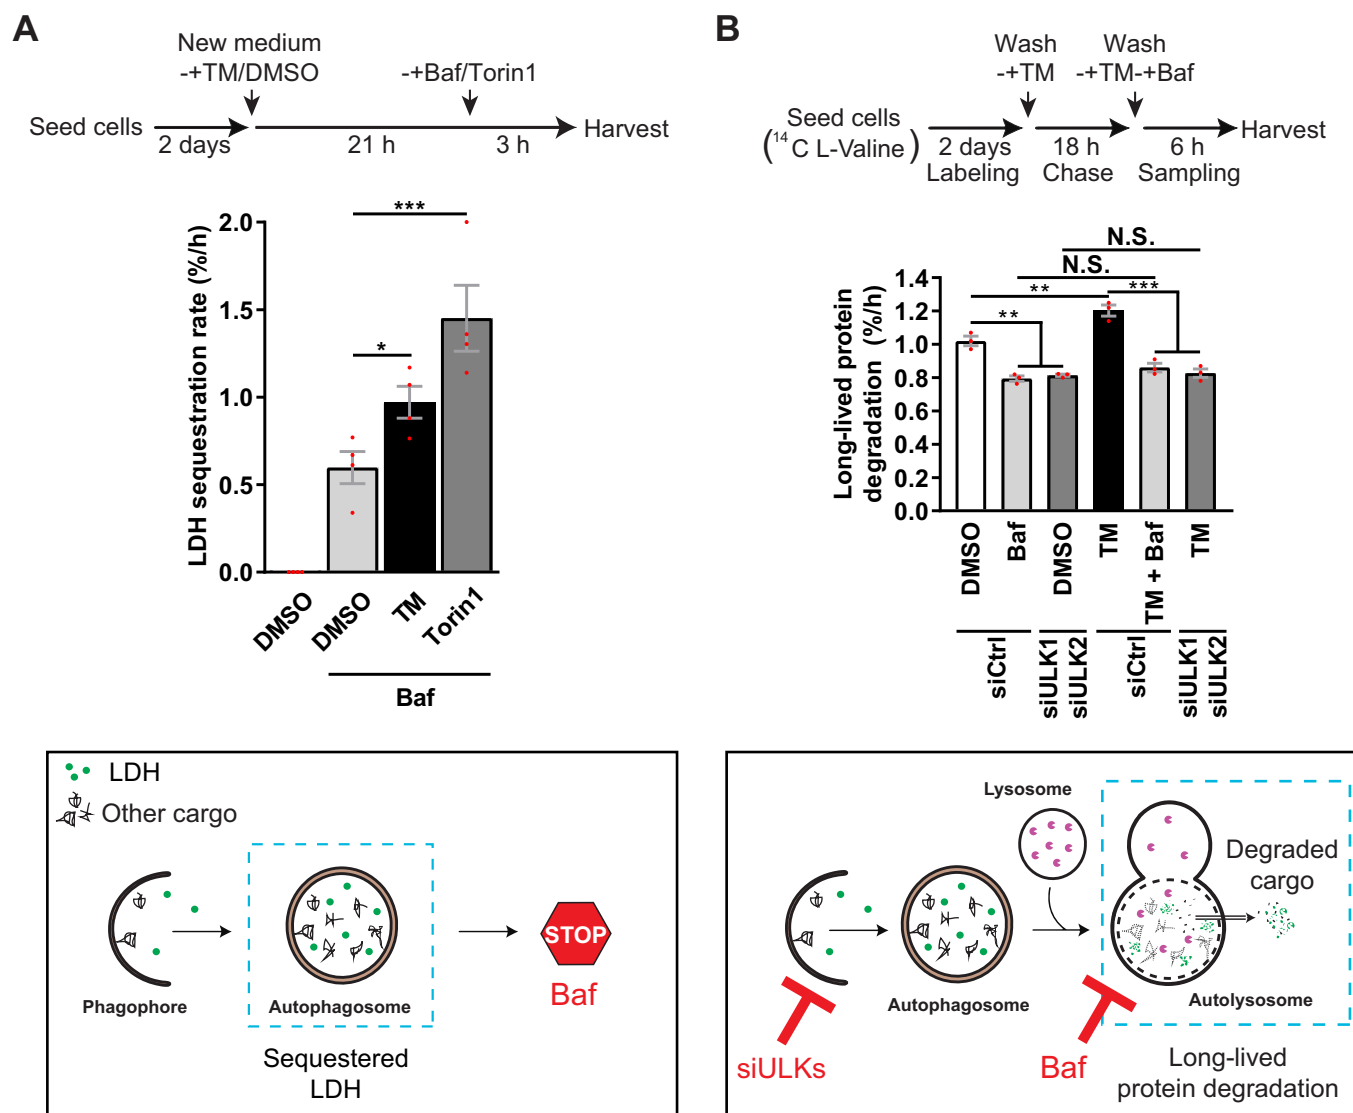 A
New medium
-+TM/DMSO
-+Baf/Torin1
Seed cells
2 days
21 h
3 h
Harvest
LDH sequestration rate (%/h)
2.0
1.5
1.0
0.5
0.0
***
*
DMSO
DMSO
TM
Torin1
Baf
LDH
Other cargo
Phagophore
Autophagosome
STOP
Baf
Sequestered
LDH
B
Wash
-+TM
Wash
-+TM-+Baf
Seed cells
(14C L-Valine)
2 days
Labeling
18 h
Chase
6 h
Sampling
Harvest
Long-lived protein
degradation (%/h)
1.4
1.2
1.0
0.8
0.6
0.4
0.2
0.0
N.S.
N.S.
**
***
**
DMSO
Baf
DMSO
TM
TM + Baf
TM
siCtrl
siULK1
siULK2
siCtrl
siULK1
siULK2
Lysosome
Degraded
cargo
Autophagosome
Autolysosome
siULKs
Baf
Long-lived
protein degradation